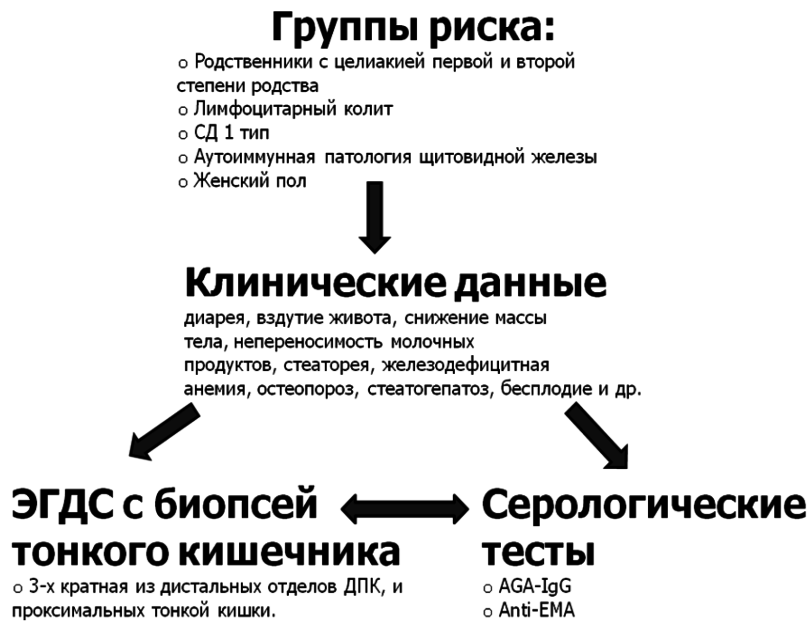 Группы риска:
o Родственники с целиакией первой и второй
степени родства
o Лимфоцитарный колит
o СД 1 тип
o Аутоиммунная патология щитовидной железы
o Женский пол
Клинические данные
диарея, вздутие живота, снижение массы
тела, непереносимость молочных
продуктов, стеаторея, железодефицитная
анемия, остеопороз, стеатогепатоз, бесплодие и др.
ЭГДС с биопсей
тонкого кишечника
o 3-х кратная из дистальных отделов ДПК, и
проксимальных тонкой кишки.
Серологические
тесты
o AGA-IgG
o Anti-EMA